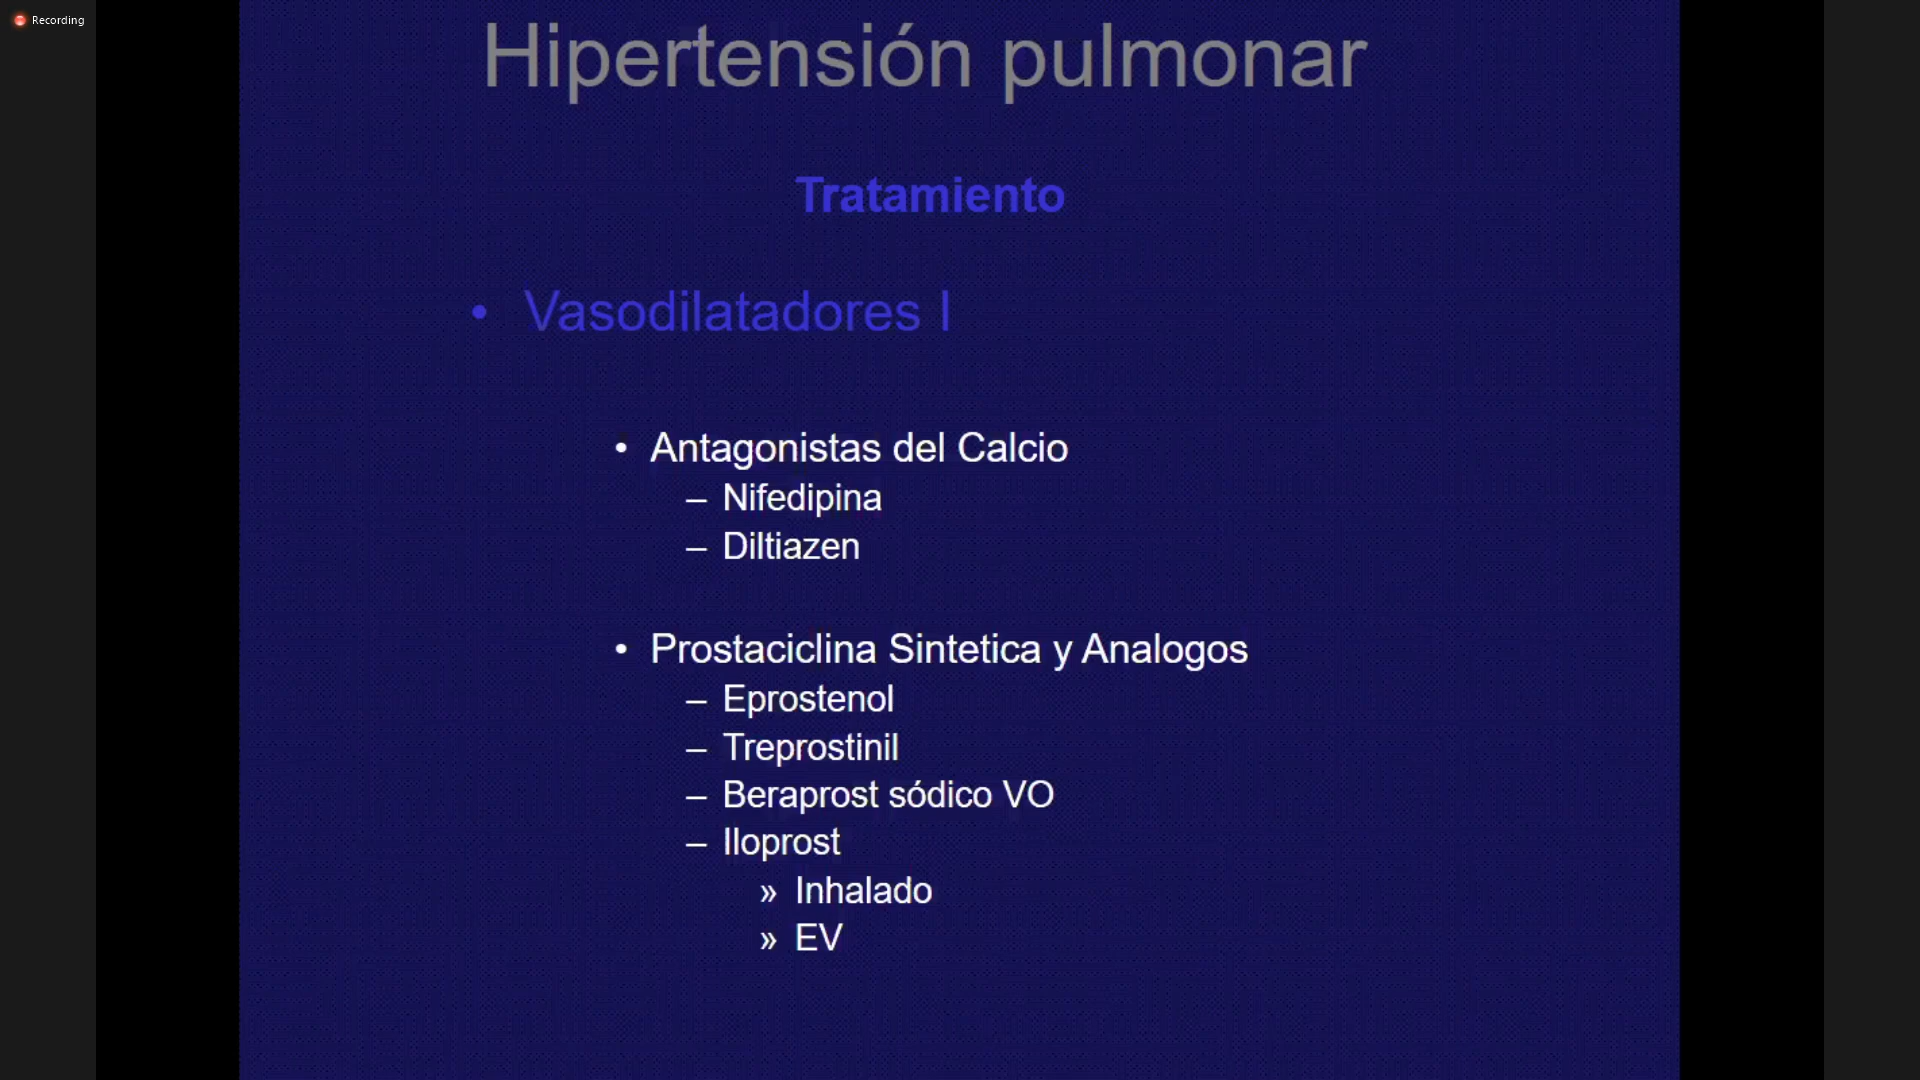 Recording
Hipertensión pulmonar
Tratamiento
• Vasodilatadores I
• Antagonistas del Calcio
– Nifedipina
– Diltiazen
• Prostaciclina Sintetica y Analogos
– Eprostenol
– Treprostinil
– Beraprost sódico VO
– Iloprost
» Inhalado
» EV